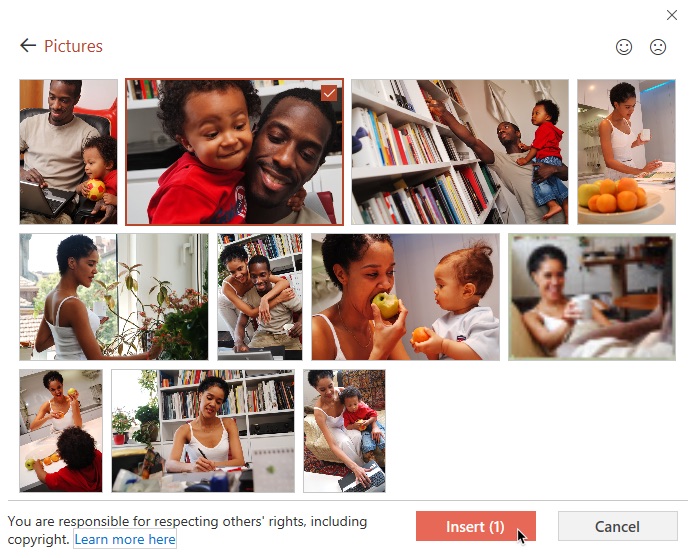 Pictures
You are responsible for respecting others' rights, including
copyright. Learn more here
Insert (1)
Cancel